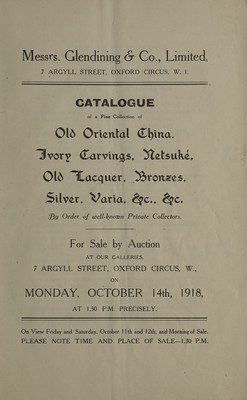 Messrs. Glendining & Co., Limited,
7 ARGYLL STREET, OXFORD CIRCUS, W. 1.
CATALOGUE
of a Fine Collection of
Old Oriental China,
Ivory Carvings, Netsuké,
Old Lacquer, Bronzes,
Silver, Varia, &c., &c.
By Order of well-known Private Collectors.
For Sale by Auction
AT OUR GALLERIES,
7 ARGYLL STREET, OXFORD CIRCUS, W.,
ON
MONDAY, OCTOBER 14th, 1918,
AT 1.30 P.M. PRECISELY.
On View Friday and Saturday, October 11th and 12th, and Morning of Sale.
PLEASE NOTE TIME AND PLACE OF SALE—1.30 P.M.